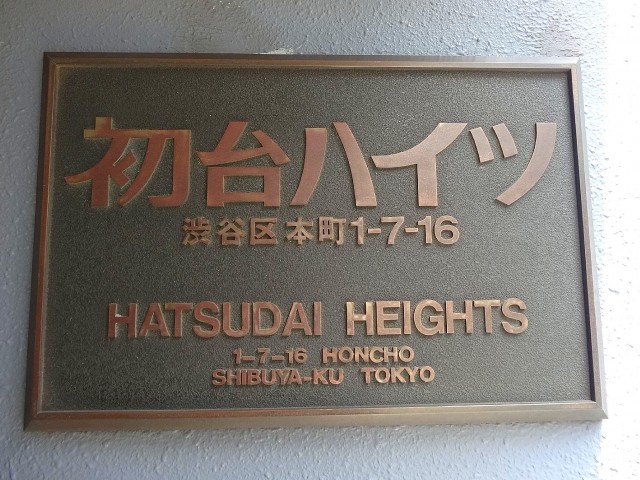 初台ハイツ
渋谷区本町1-7-16
HATSUDAI HEIGHTS
1-7-16 HONCHO
SHIBUYA-KU TOKYO